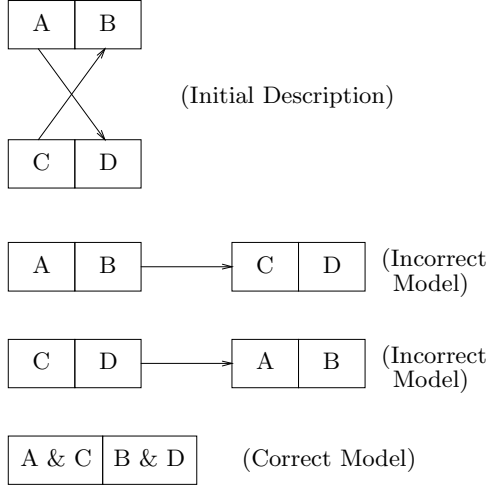 A B
(Initial Description)
C D
A B C D (Incorrect
Model)
C D A B (Incorrect
Model)
A & C B & D (Correct Model)